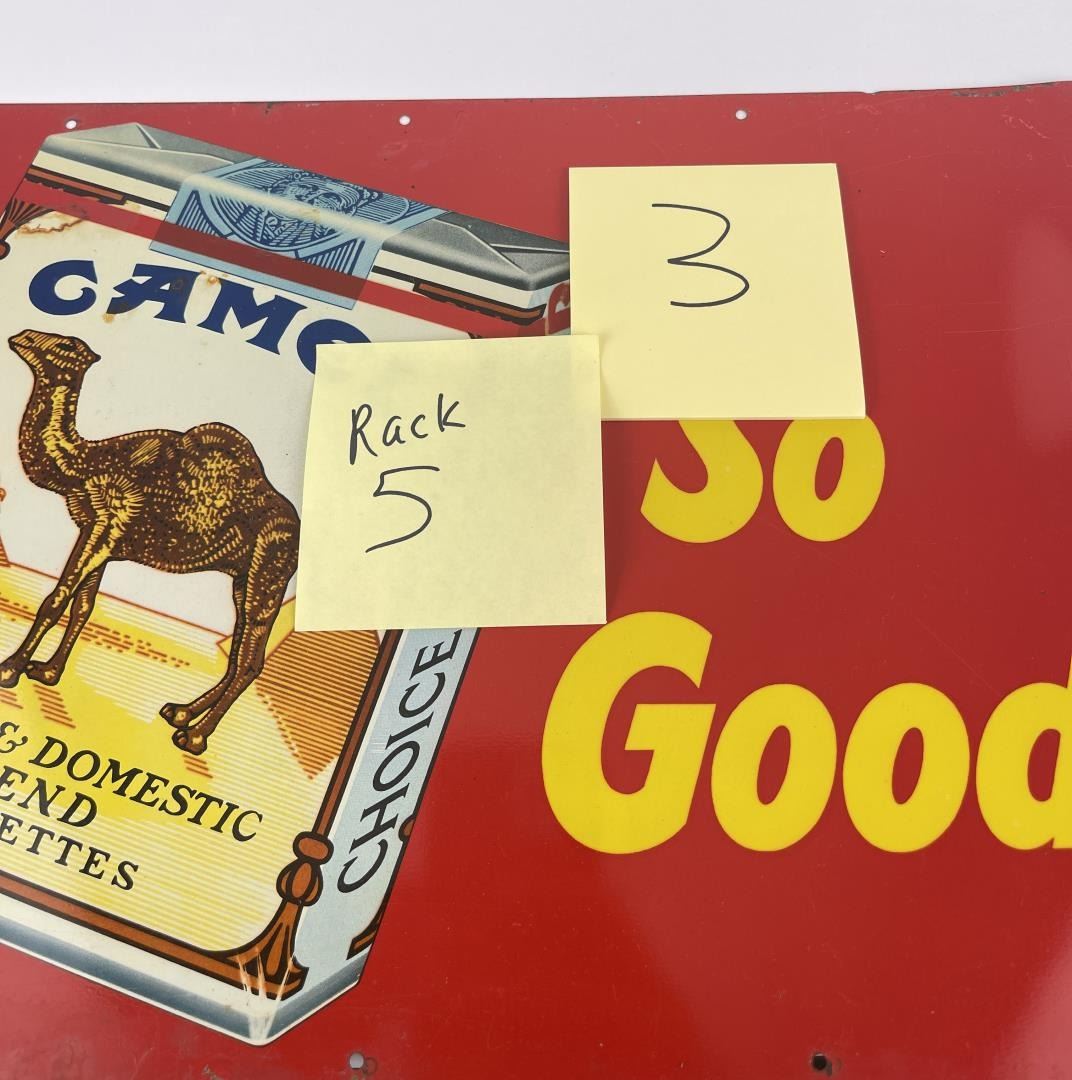 CAMO
3
Rack
5
So
Good
CHOICE
& DOMESTIC
END
ETTES